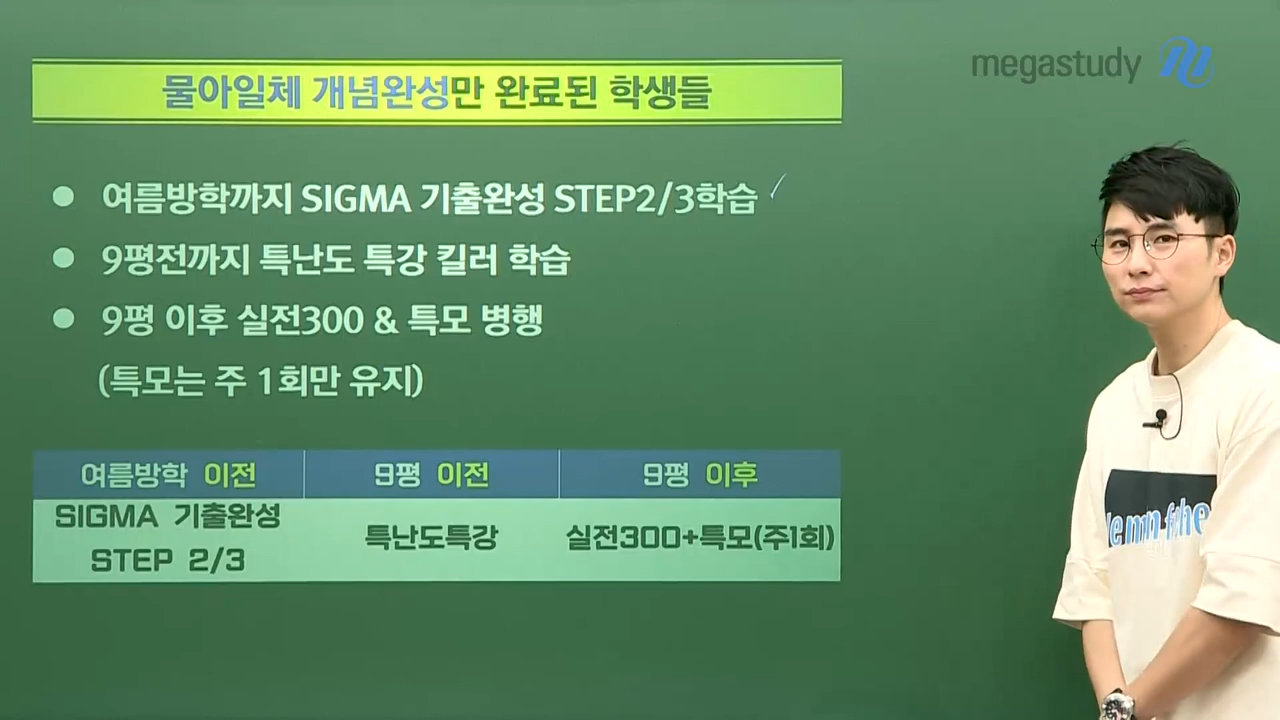 megastudy
물아일체 개념완성만 완료된 학생들
● 여름방학까지 SIGMA 기출완성 STEP2/3학습
● 9평전까지 특난도 특강 킬러 학습
● 9평 이후 실전300 & 특모 병행
(특모는 주 1회만 유지)
여름방학 이전 9평 이전 9평 이후
SIGMA 기출완성
STEP 2/3
특난도특강
실전300+특모(주1회)